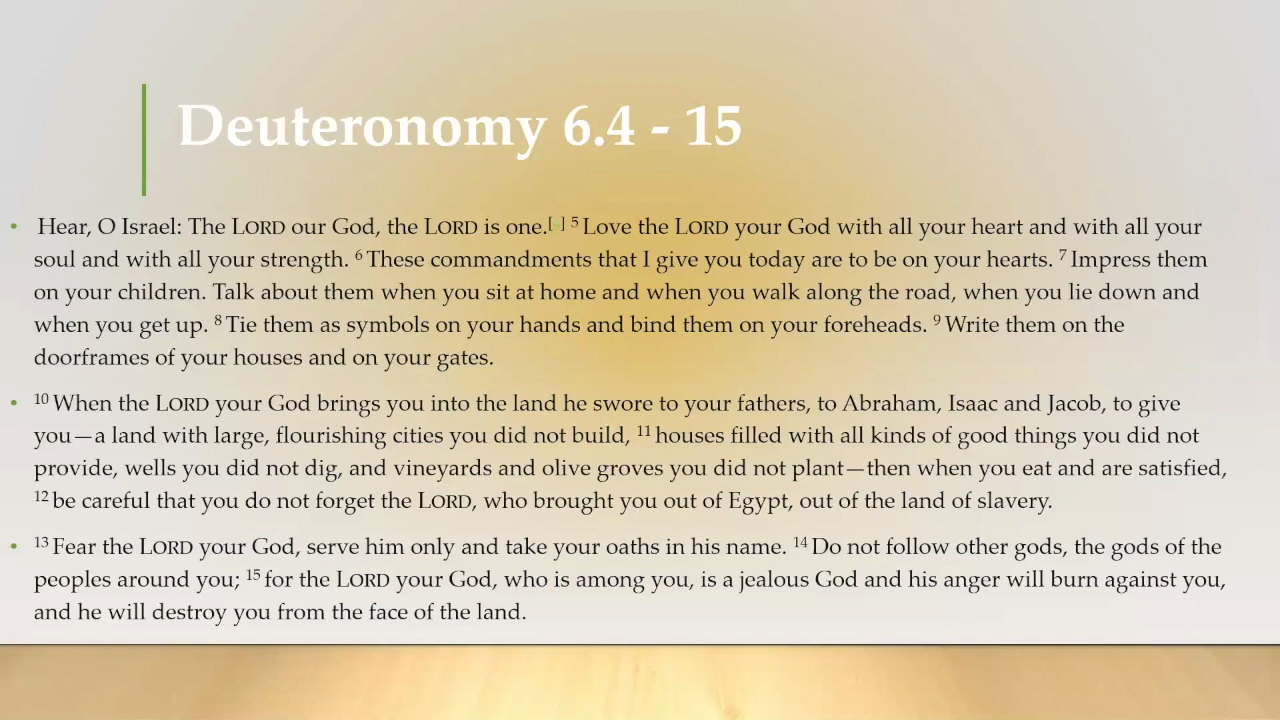 Deuteronomy 6.4 - 15
• Hear, O Israel: The LORD our God, the LORD is one.[ ] 5 Love the LORD your God with all your heart and with all your
soul and with all your strength. 6 These commandments that I give you today are to be on your hearts. 7 Impress them
on your children. Talk about them when you sit at home and when you walk along the road, when you lie down and
when you get up. 8 Tie them as symbols on your hands and bind them on your foreheads. 9 Write them on the
doorframes of your houses and on your gates.
• 10 When the LORD your God brings you into the land he swore to your fathers, to Abraham, Isaac and Jacob, to give
you—a land with large, flourishing cities you did not build, 11 houses filled with all kinds of good things you did not
provide, wells you did not dig, and vineyards and olive groves you did not plant—then when you eat and are satisfied,
12 be careful that you do not forget the LORD, who brought you out of Egypt, out of the land of slavery.
• 13 Fear the LORD your God, serve him only and take your oaths in his name. 14 Do not follow other gods, the gods of the
peoples around you; 15 for the LORD your God, who is among you, is a jealous God and his anger will burn against you,
and he will destroy you from the face of the land.